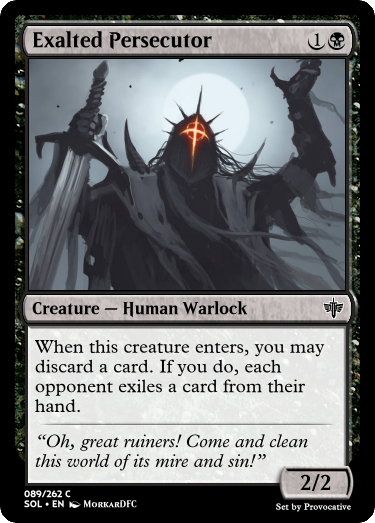 Exalted Persecutor 1
Creature — Human Warlock
When this creature enters, you may
discard a card. If you do, each
opponent exiles a card from their
hand.
“Oh, great ruiners! Come and clean
this world of its mire and sin!”
2/2
089/262 C
SOL • EN MorkarDFC
Set by Provocative